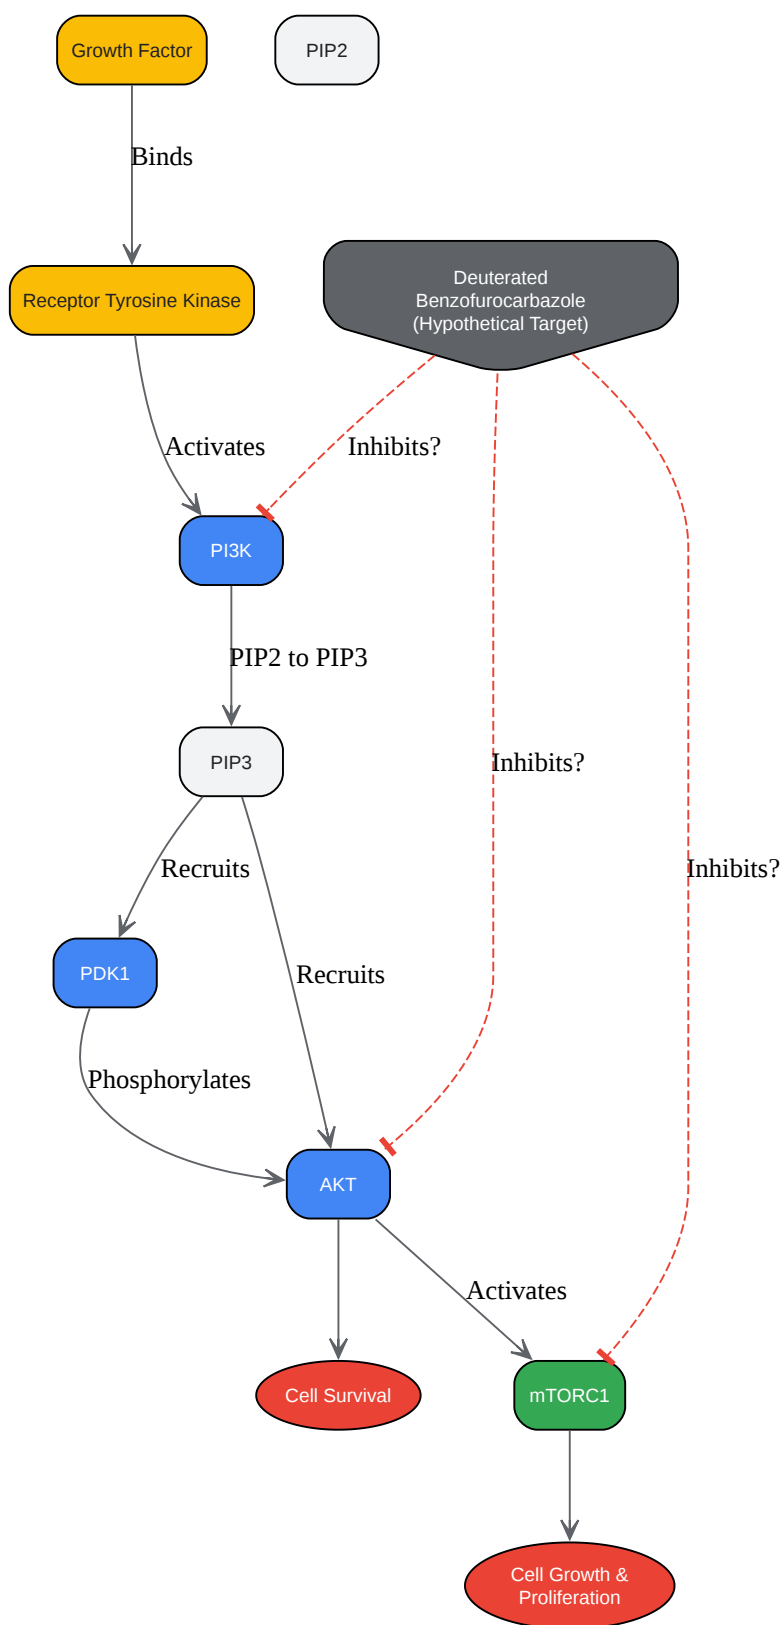 Growth Factor
PIP2
Binds
Receptor Tyrosine Kinase
Deuterated
Benzofurocarbazole
(Hypothetical Target)
Activates
Inhibits?
PI3K
PIP2 to PIP3
PIP3
Inhibits?
Recruits
Inhibits?
PDK1
Recruits
Phosphorylates
AKT
Activates
Cell Survival
mTORC1
Cell Growth &
Proliferation